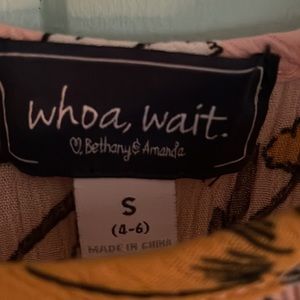 whoa, wait.
♡, Bethany & Amanda
S
(4-6)
MADE IN CHINA